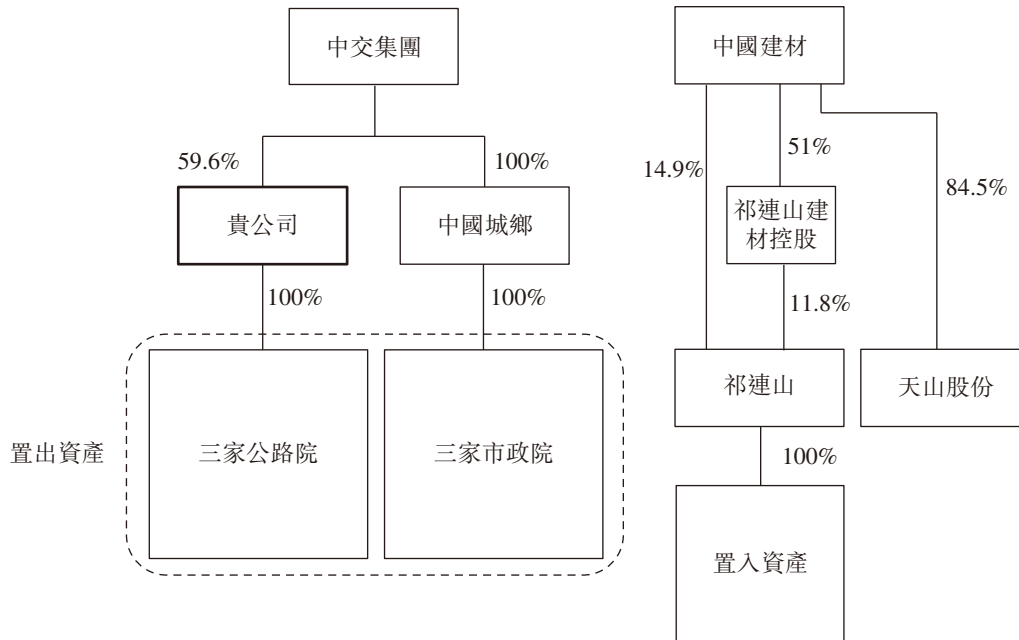 中交集團
中國建材
59.6%
100%
14.9%
51%
84.5%
貴公司
中國城鄉
祁連山建
材控股
100%
100%
11.8%
置出資產
三家公路院
三家市政院
祁連山
天山股份
100%
置入資產